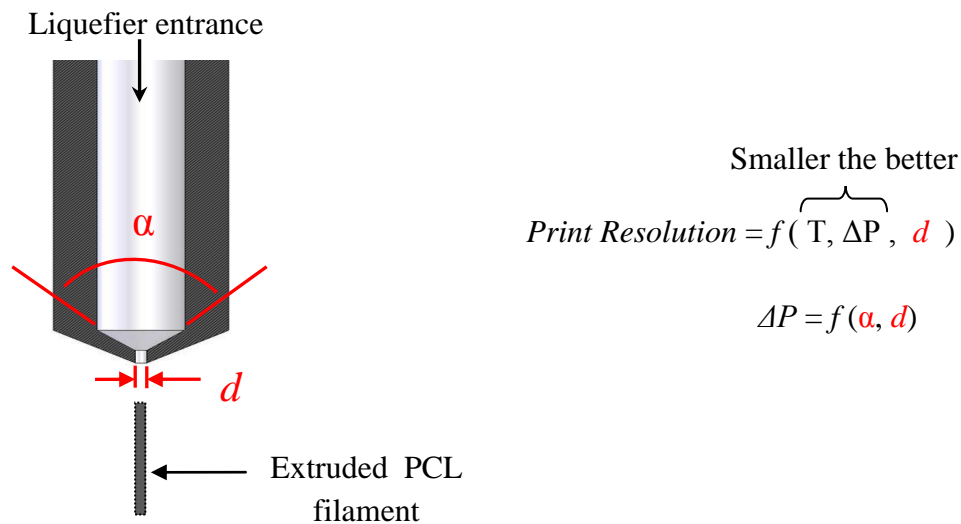 Liquefier entrance
α
d
Extruded PCL
filament
Smaller the better
Print Resolution = f ( T, ΔP , d )
ΔP = f (α, d)